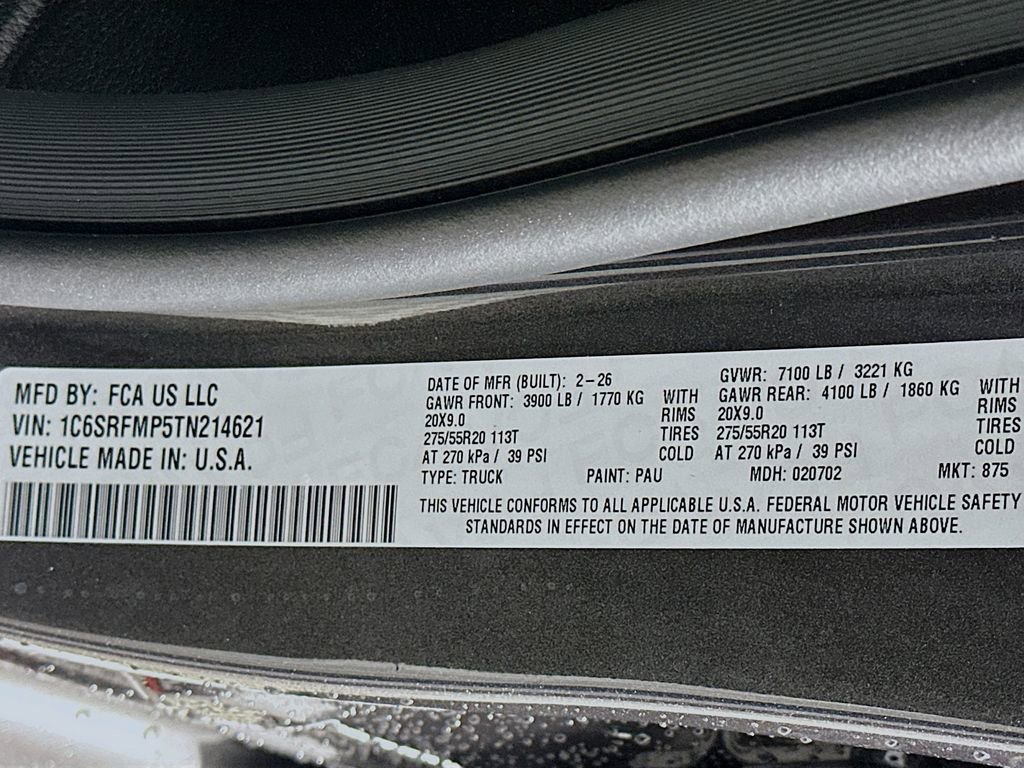 MFD BY: FCA US LLC
VIN: 1C6SRFMP5TN214621
VEHICLE MADE IN: U.S.A.
DATE OF MFR (BUILT): 2-26
GAWR FRONT: 3900 LB / 1770 KG WITH
20X9.0 RIMS
275/55R20 113T TIRES
AT 270 kPa / 39 PSI COLD
GVWR: 7100 LB / 3221 KG
GAWR REAR: 4100 LB / 1860 KG WITH
20X9.0 RIMS
275/55R20 113T TIRES
AT 270 kPa / 39 PSI COLD
TYPE: TRUCK PAINT: PAU MDH: 020702 MKT: 875
THIS VEHICLE CONFORMS TO ALL APPLICABLE U.S.A. FEDERAL MOTOR VEHICLE SAFETY
STANDARDS IN EFFECT ON THE DATE OF MANUFACTURE SHOWN ABOVE.